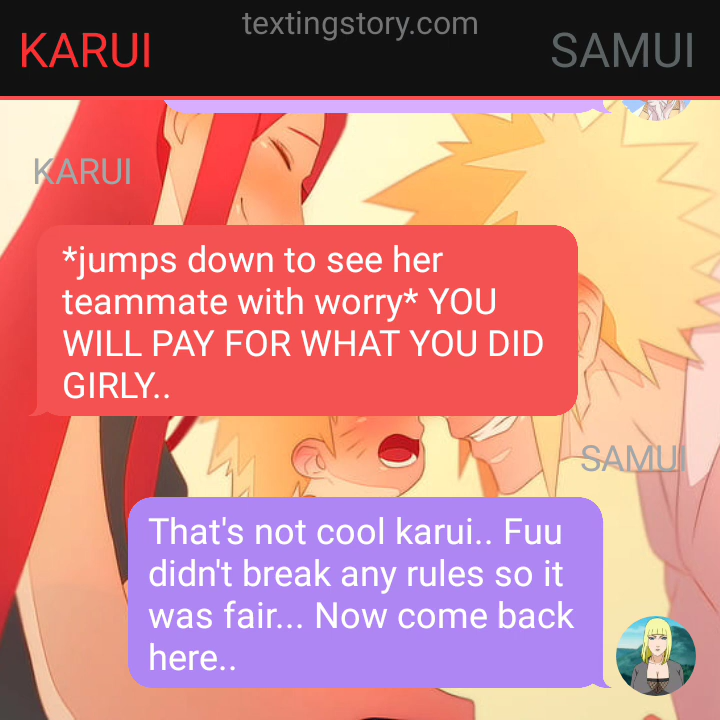 textingstory.com
KARUI
SAMUI
KARUI
*jumps down to see her
teammate with worry* YOU
WILL PAY FOR WHAT YOU DID
GIRLY..
SAMUI
That's not cool karui.. Fuu
didn't break any rules so it
was fair... Now come back
here..